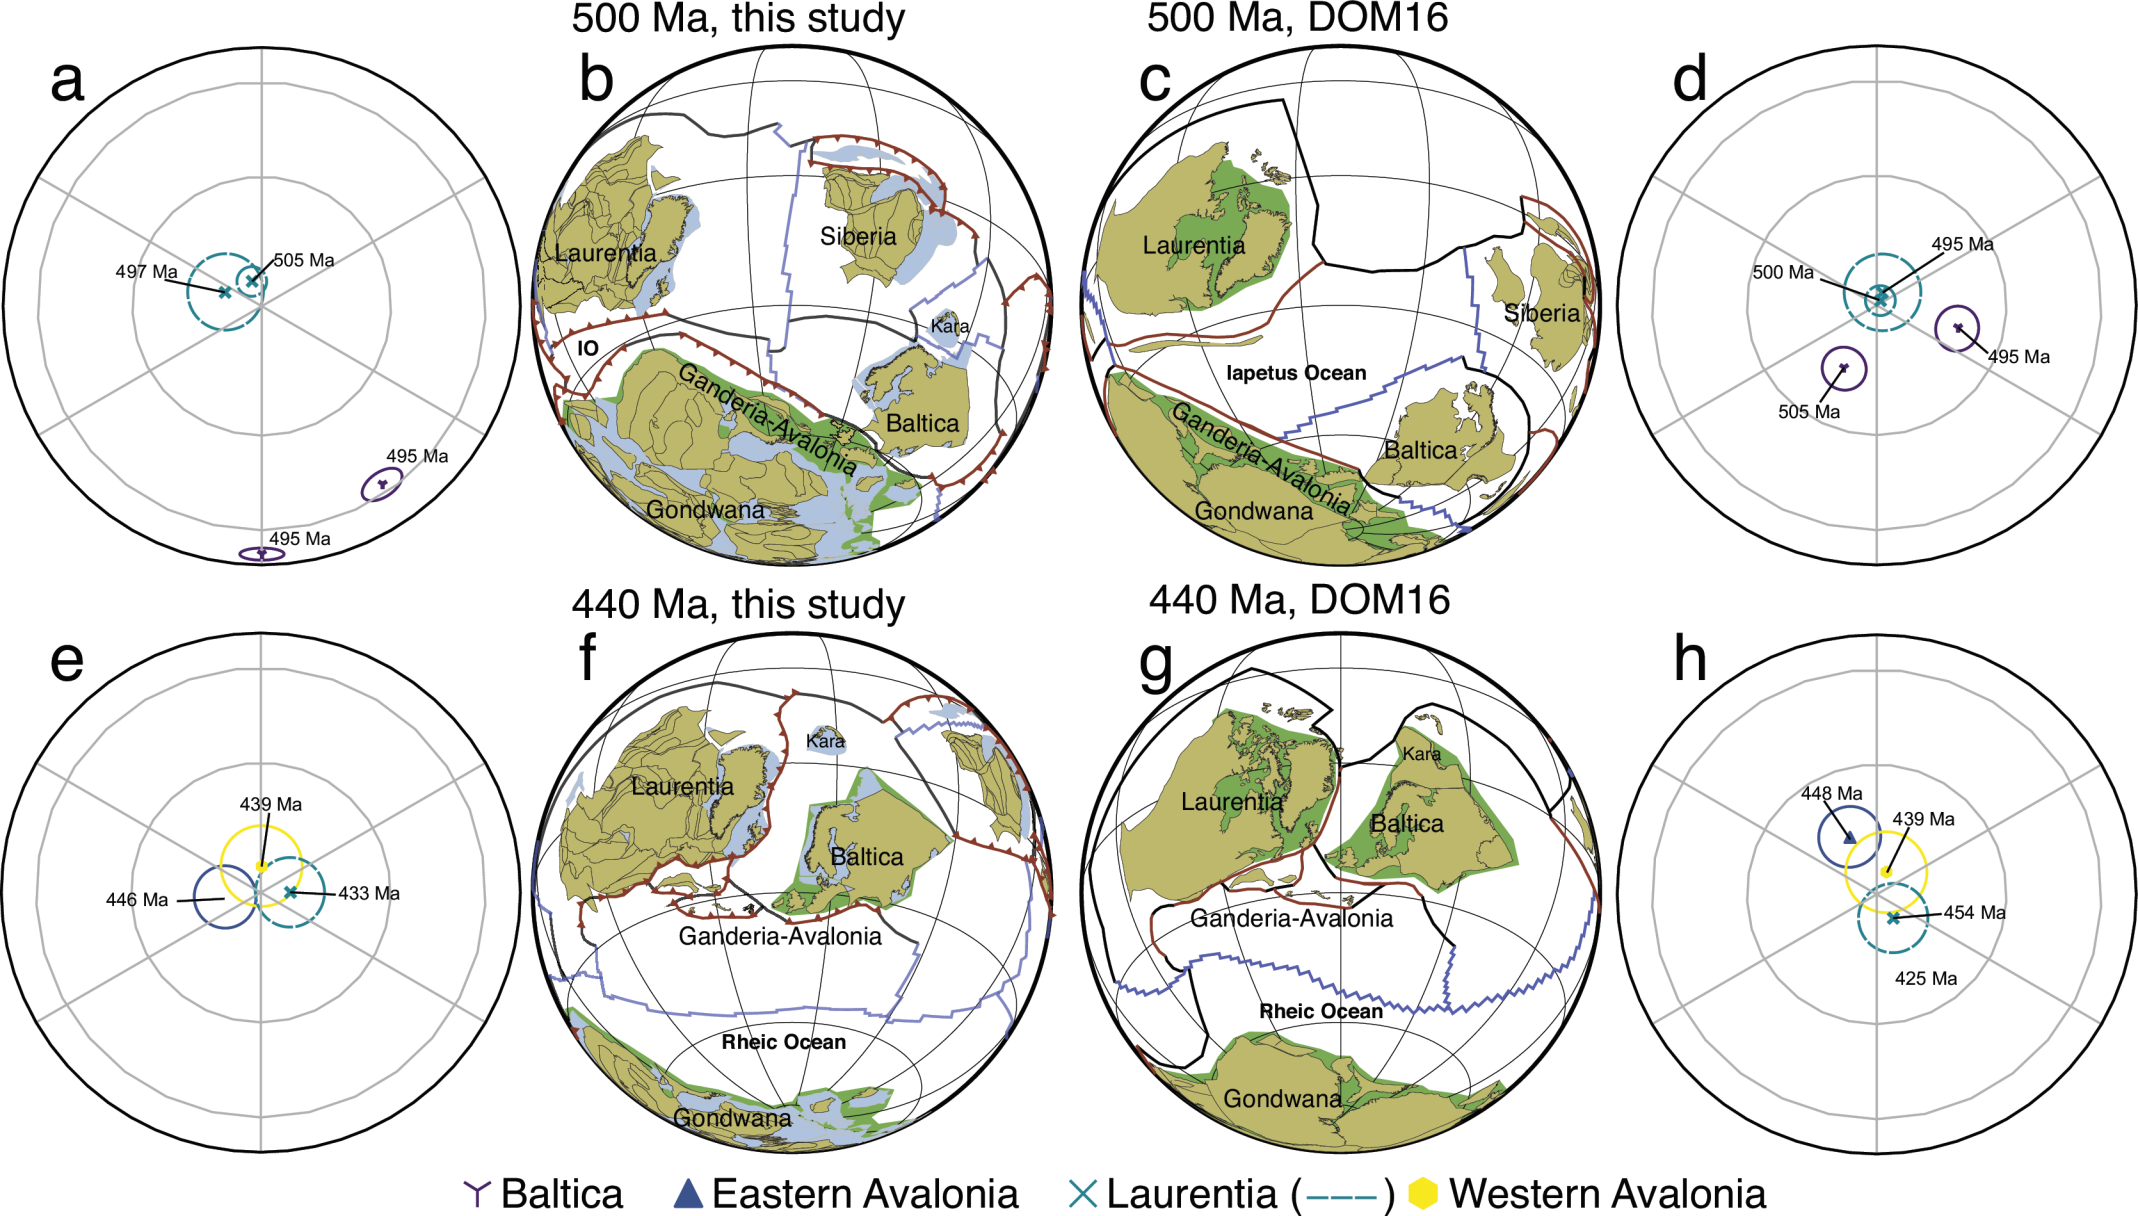 500 Ma, this study
500 Ma, DOM16
a
497 Ma
505 Ma
495 Ma
495 Ma
b
Laurentia
Siberia
Kara
IO
Ganderia-Avalonia
Baltica
Gondwana
c
Laurentia
Siberia
Iapetus Ocean
Ganderia-Avalonia
Baltica
Gondwana
d
495 Ma
500 Ma
495 Ma
505 Ma
440 Ma, this study
440 Ma, DOM16
e
439 Ma
446 Ma
433 Ma
f
Kara
Laurentia
Baltica
Ganderia-Avalonia
Rheic Ocean
Gondwana
g
Kara
Laurentia
Baltica
Ganderia-Avalonia
Rheic Ocean
Gondwana
h
448 Ma
439 Ma
454 Ma
425 Ma
Baltica
Eastern Avalonia
Laurentia (---)
Western Avalonia